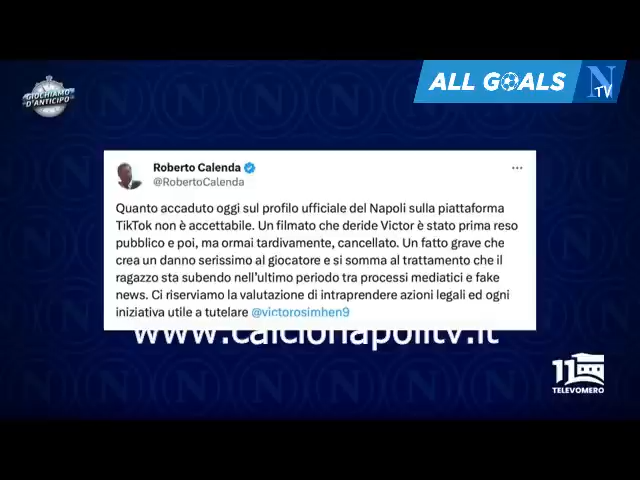 GIOCHIAMO
D'ANTICIPO
ALL GOALS
N
TV
Roberto Calenda
@RobertoCalenda
Quanto accaduto oggi sul profilo ufficiale del Napoli sulla piattaforma
TikTok non è accettabile. Un filmato che deride Victor è stato prima reso
pubblico e poi, ma ormai tardivamente, cancellato. Un fatto grave che
crea un danno serissimo al giocatore e si somma al trattamento che il
ragazzo sta subendo nell'ultimo periodo tra processi mediatici e fake
news. Ci riserviamo la valutazione di intraprendere azioni legali ed ogni
iniziativa utile a tutelare @victorosimhen9
www.calcionapolitv.it
11
TELEVOMERO